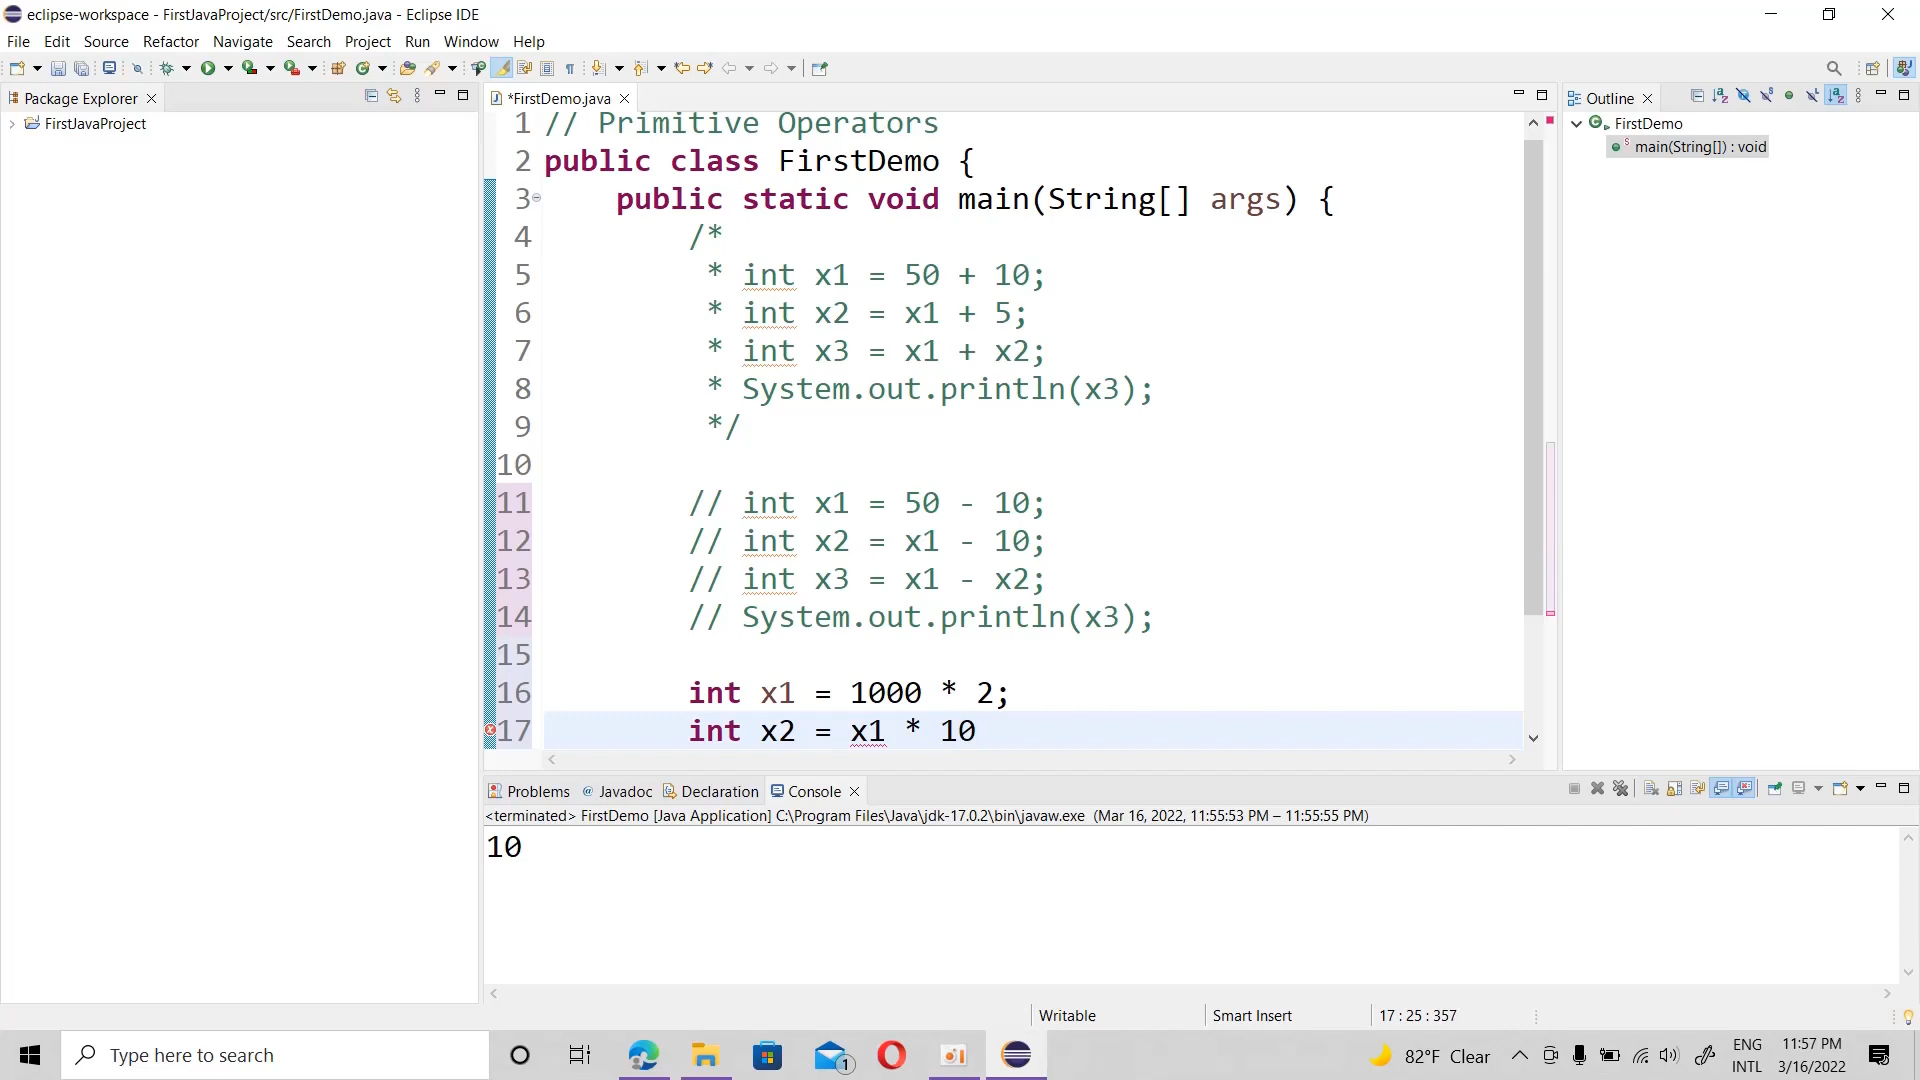 eclipse-workspace - FirstJavaProject/src/FirstDemo.java - Eclipse IDE
File Edit Source Refactor Navigate Search Project Run Window Help
Package Explorer
FirstJavaProject
*FirstDemo.java
1 // Primitive Operators
2 public class FirstDemo {
3 public static void main(String[] args) {
4 /*
5 * int x1 = 50 + 10;
6 * int x2 = x1 + 5;
7 * int x3 = x1 + x2;
8 * System.out.println(x3);
9 */
10
11 // int x1 = 50 - 10;
12 // int x2 = x1 - 10;
13 // int x3 = x1 - x2;
14 // System.out.println(x3);
15
16 int x1 = 1000 * 2;
17 int x2 = x1 * 10
Outline
FirstDemo
main(String[]) : void
Problems Javadoc Declaration Console
<terminated> FirstDemo [Java Application] C:\Program Files\Java\jdk-17.0.2\bin\javaw.exe (Mar 16, 2022, 11:55:53 PM – 11:55:55 PM)
10
Writable Smart Insert 17 : 25 : 357
Type here to search
1
82°F Clear
ENG
INTL
11:57 PM
3/16/2022